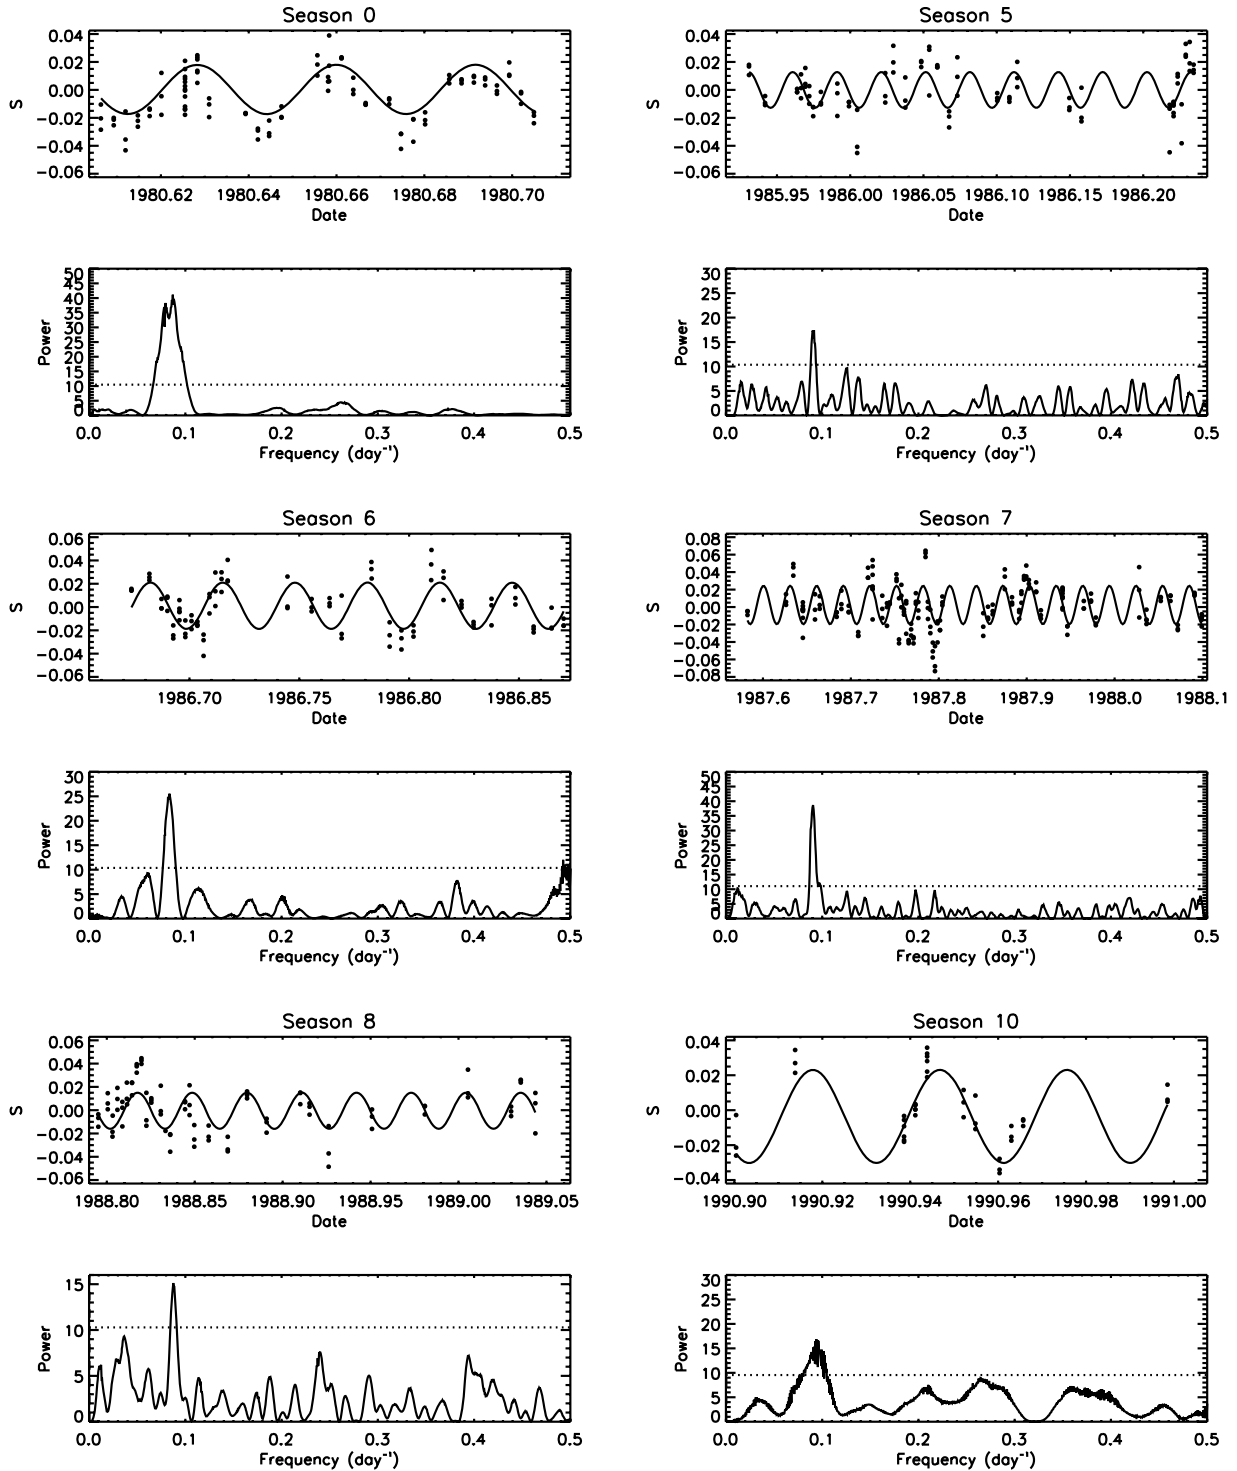 Season 0
0.04
0.02
0.00
−0.02
−0.04
−0.06
S
1980.62 1980.64 1980.66 1980.68 1980.70
Date
50
45
40
35
30
25
20
15
10
5
0
Power
0.0 0.1 0.2 0.3 0.4 0.5
Frequency (day⁻¹)
Season 5
0.04
0.02
0.00
−0.02
−0.04
−0.06
S
1985.95 1986.00 1986.05 1986.10 1986.15 1986.20
Date
30
25
20
15
10
5
0
Power
0.0 0.1 0.2 0.3 0.4 0.5
Frequency (day⁻¹)
Season 6
0.06
0.04
0.02
0.00
−0.02
−0.04
−0.06
S
1986.70 1986.75 1986.80 1986.85
Date
30
25
20
15
10
5
0
Power
0.0 0.1 0.2 0.3 0.4 0.5
Frequency (day⁻¹)
Season 7
0.08
0.06
0.04
0.02
0.00
−0.02
−0.04
−0.06
−0.08
S
1987.6 1987.7 1987.8 1987.9 1988.0 1988.1
Date
50
45
40
35
30
25
20
15
10
5
0
Power
0.0 0.1 0.2 0.3 0.4 0.5
Frequency (day⁻¹)
Season 8
0.06
0.04
0.02
0.00
−0.02
−0.04
−0.06
S
1988.80 1988.85 1988.90 1988.95 1989.00 1989.05
Date
15
10
5
0
Power
0.0 0.1 0.2 0.3 0.4 0.5
Frequency (day⁻¹)
Season 10
0.04
0.02
0.00
−0.02
−0.04
S
1990.90 1990.92 1990.94 1990.96 1990.98 1991.00
Date
30
25
20
15
10
5
0
Power
0.0 0.1 0.2 0.3 0.4 0.5
Frequency (day⁻¹)